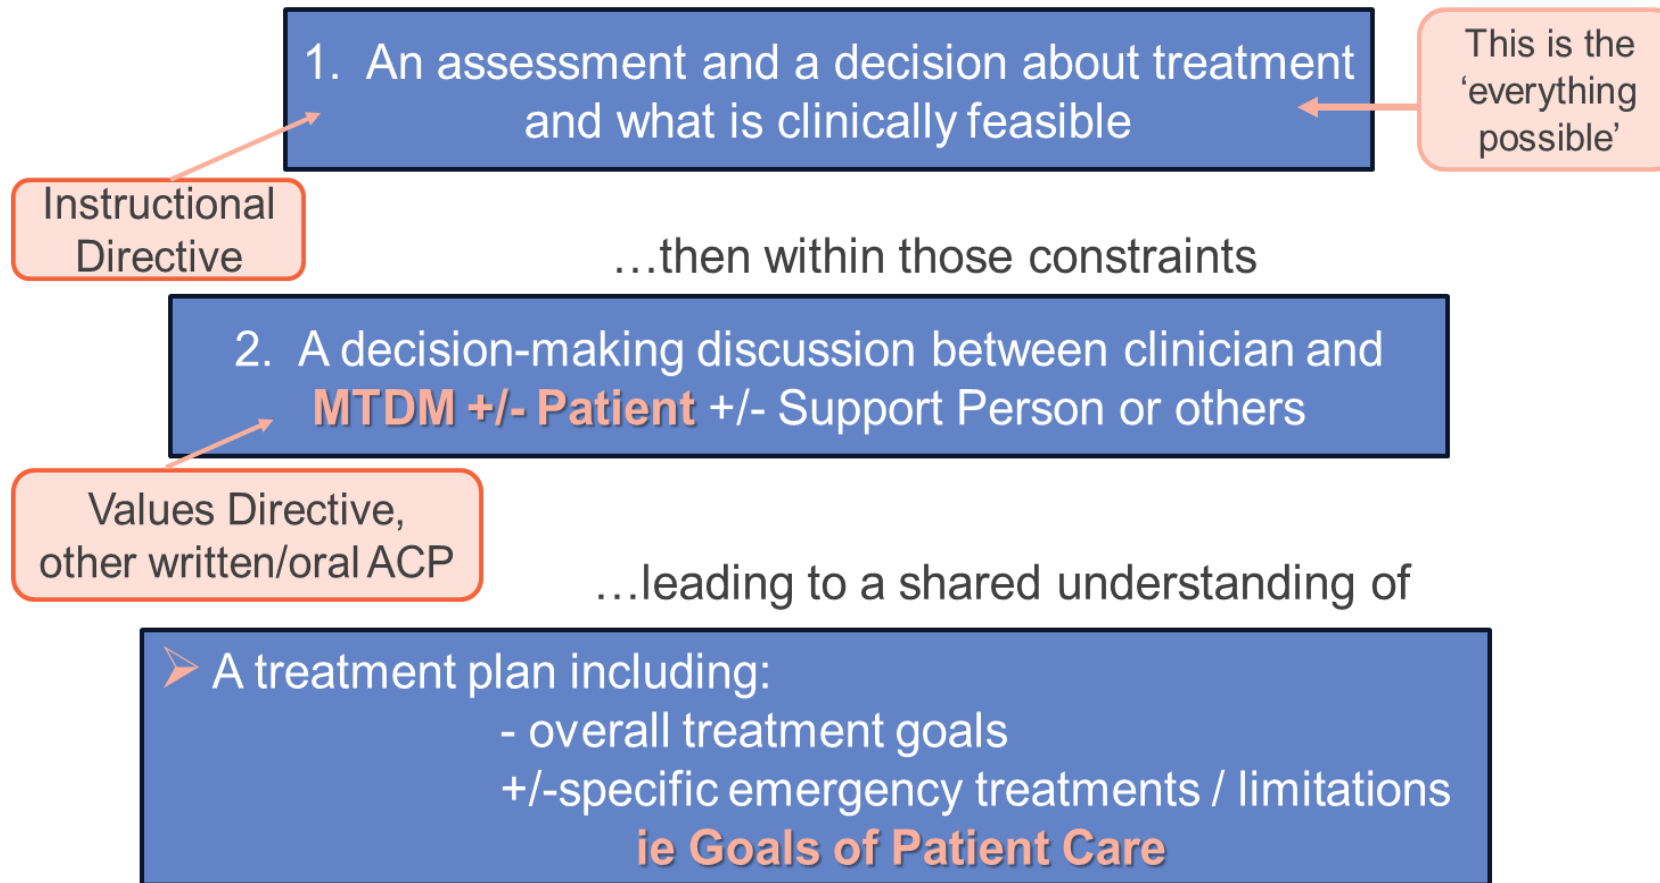 1. An assessment and a decision about treatment
and what is clinically feasible
This is the
‘everything
possible’
Instructional
Directive
…then within those constraints
2. A decision-making discussion between clinician and
MTDM +/- Patient +/- Support Person or others
Values Directive,
other written/oral ACP
…leading to a shared understanding of
A treatment plan including:
- overall treatment goals
+/-specific emergency treatments / limitations
ie Goals of Patient Care